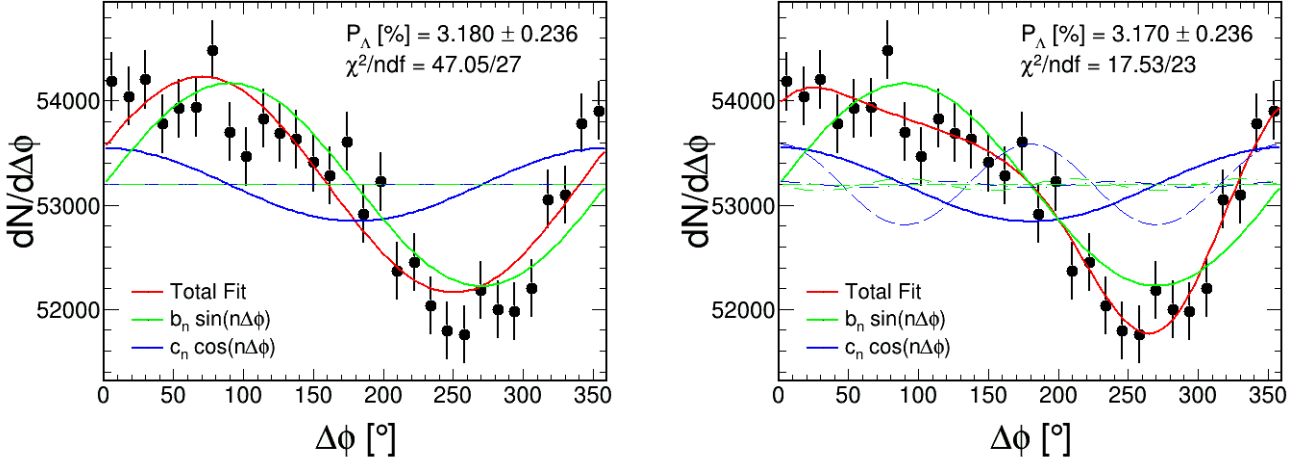 P_Λ [%] = 3.180 ± 0.236
χ²/ndf = 47.05/27
54000
53000
52000
dN/dΔϕ
Total Fit
b_n sin(nΔϕ)
c_n cos(nΔϕ)
0 50 100 150 200 250 300 350
Δϕ [°]
P_Λ [%] = 3.170 ± 0.236
χ²/ndf = 17.53/23
54000
53000
52000
dN/dΔϕ
Total Fit
b_n sin(nΔϕ)
c_n cos(nΔϕ)
0 50 100 150 200 250 300 350
Δϕ [°]